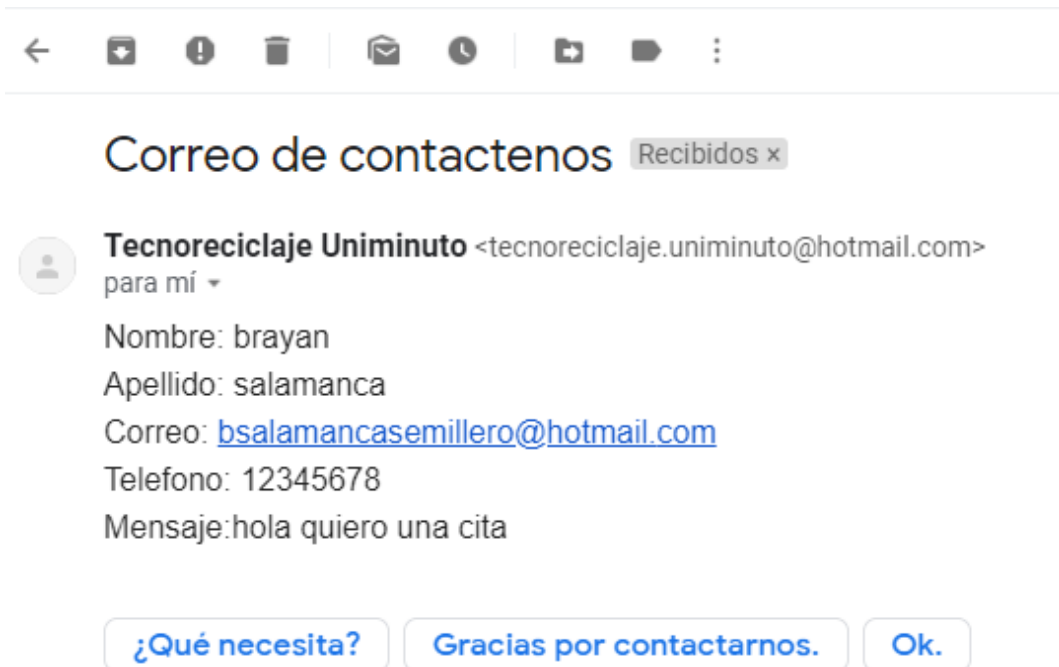 Correo de contactenos Recibidos ×
Tecnoreciclaje Uniminuto <tecnoreciclaje.uniminuto@hotmail.com>
para mí
Nombre: brayan
Apellido: salamanca
Correo: bsalamancasemillero@hotmail.com
Telefono: 12345678
Mensaje:hola quiero una cita
¿Qué necesita? Gracias por contactarnos. Ok.